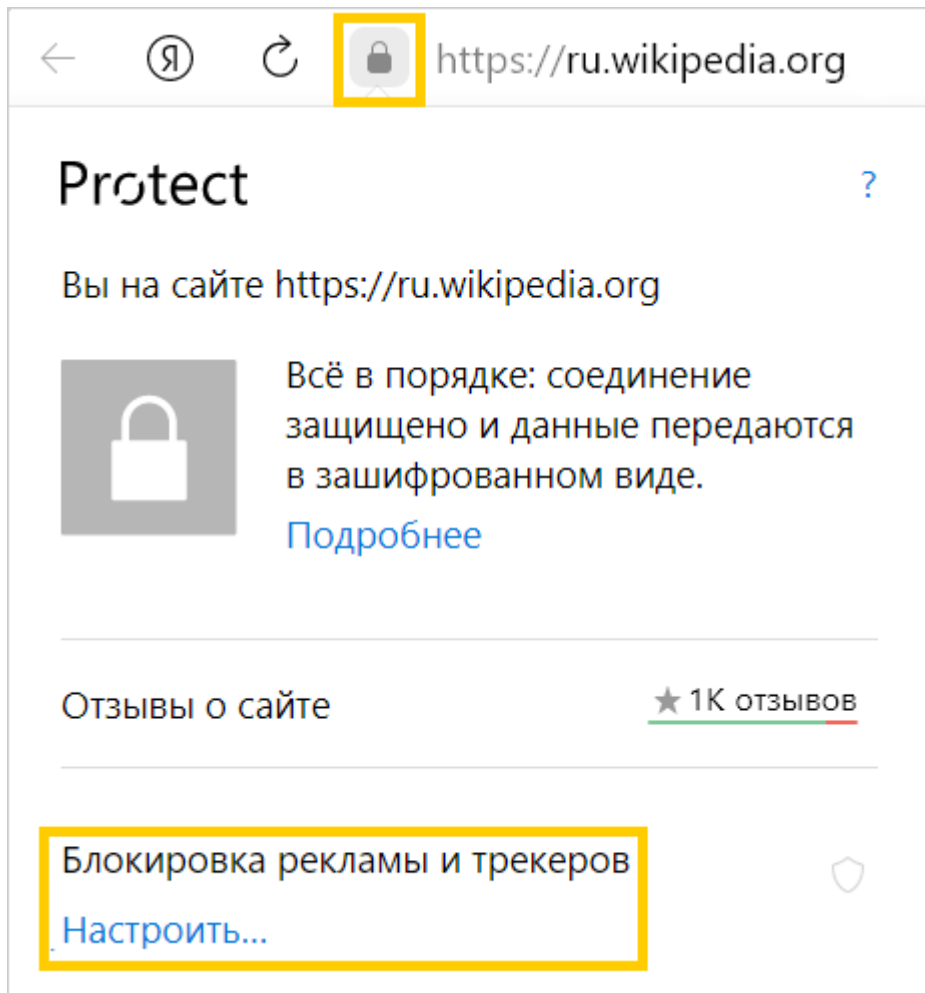 Я https://ru.wikipedia.org
Protect ?
Вы на сайте https://ru.wikipedia.org
Всё в порядке: соединение
защищено и данные передаются
в зашифрованном виде.
Подробнее
Отзывы о сайте 1К отзывов
Блокировка рекламы и трекеров
Настроить...